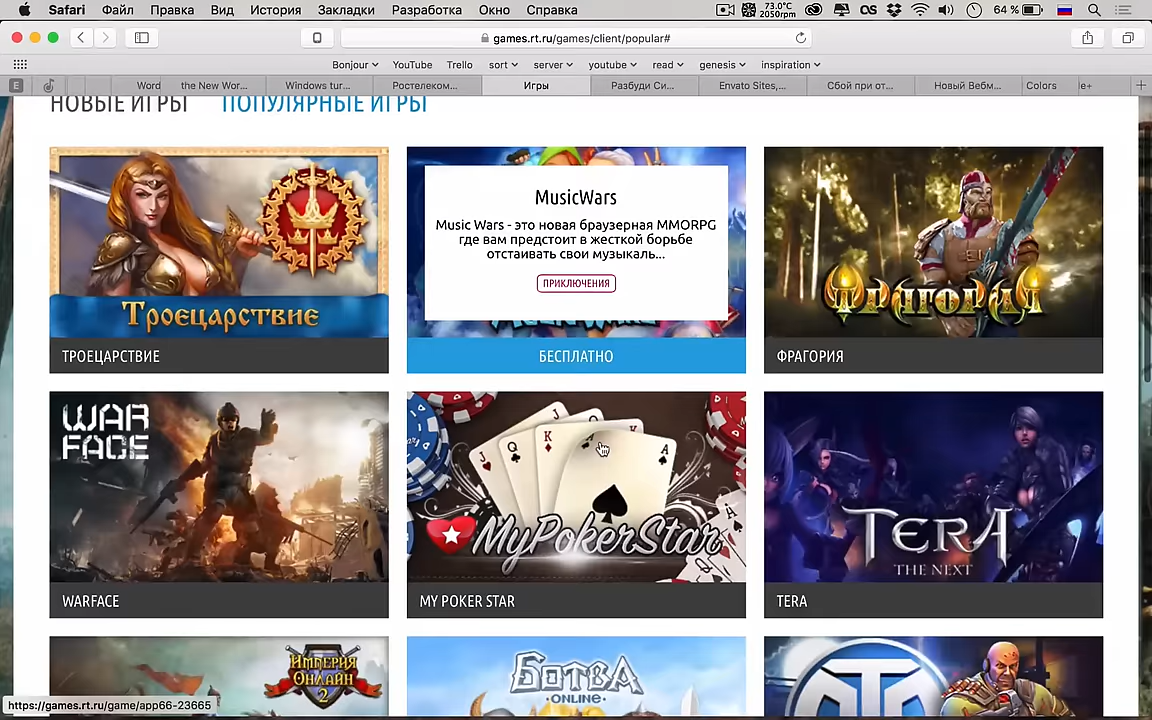 Safari Файл Правка Вид История Закладки Разработка Окно Справка
73.0°C
2050rpm
64 %
games.rt.ru/games/client/popular#
Bonjour YouTube Trello sort server youtube read genesis inspiration
E Word the New Wor... Windows tur... Ростелеком... Игры Разбуди Си... Envato Sites,... Сбой при от... Новый Вебм... Colors le+
НОВЫЕ ИГРЫ ПОПУЛЯРНЫЕ ИГРЫ
Троецарствие
ТРОЕЦАРСТВИЕ
MusicWars
Music Wars - это новая браузерная MMORPG
где вам предстоит в жесткой борьбе
отстаивать свои музыкаль...
ПРИКЛЮЧЕНИЯ
БЕСПЛАТНО
ФРАГОРИЯ
ФРАГОРИЯ
WAR
FACE
WARFACE
J Q K A A
MyPokerStar
MY POKER STAR
TERA
THE NEXT
TERA
Империя
Онлайн
2
БОТВА
·ONLINE·
https://games.rt.ru/game/app66-23665